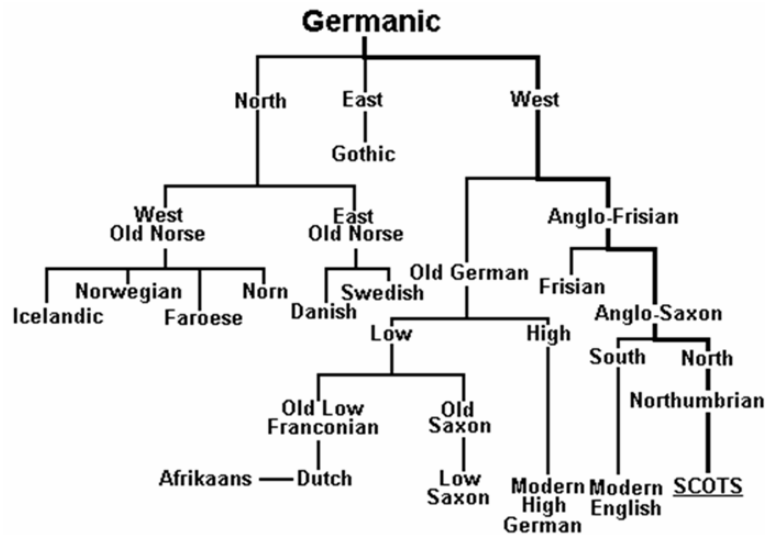 Germanic
North
East
West
Gothic
West
Old Norse
East
Old Norse
Anglo-Frisian
Old German
Frisian
Icelandic
Norwegian
Faroese
Norn
Danish
Swedish
Anglo-Saxon
Low
High
South
North
Old Low
Franconian
Old
Saxon
Northumbrian
Afrikaans
Dutch
Low
Saxon
Modern
High
German
Modern
English
SCOTS